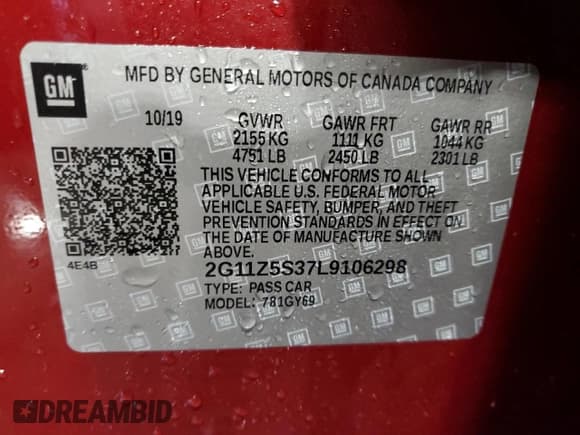 GM
MFD BY GENERAL MOTORS OF CANADA COMPANY
10/19 GVWR GAWR FRT GAWR RR
2155 KG 1111 KG 1044 KG
4751 LB 2450 LB 2301 LB
THIS VEHICLE CONFORMS TO ALL
APPLICABLE U.S. FEDERAL MOTOR
VEHICLE SAFETY, BUMPER, AND THEFT
PREVENTION STANDARDS IN EFFECT ON
THE DATE OF MANUFACTURE SHOWN
ABOVE.
4E4B
2G11Z5S37L9106298
TYPE: PASS CAR
MODEL: 781GY69
DREAMBID